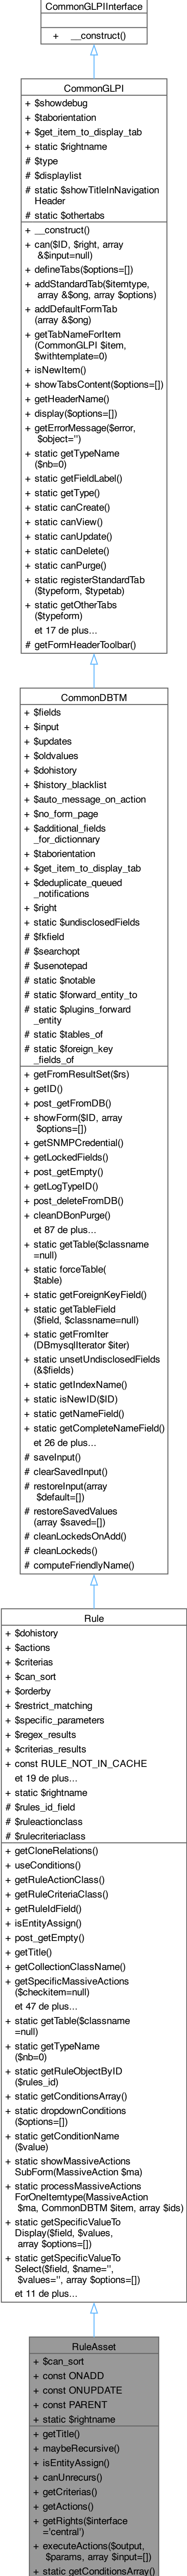 CommonGLPIInterface
+ __construct()
CommonGLPI
+ $showdebug
+ $taborientation
+ $get_item_to_display_tab
+ static $rightname
# $type
# $displaylist
# static $showTitleInNavigation
Header
# static $othertabs
+ __construct()
+ can($ID, $right, array
&$input=null)
+ defineTabs($options=[])
+ addStandardTab($itemtype,
array &$ong, array $options)
+ addDefaultFormTab
(array &$ong)
+ getTabNameForItem
(CommonGLPI $item,
$withtemplate=0)
+ isNewItem()
+ showTabsContent($options=[])
+ getHeaderName()
+ display($options=[])
+ getErrorMessage($error,
$object='')
+ static getTypeName
($nb=0)
+ static getFieldLabel()
+ static getType()
+ static canCreate()
+ static canView()
+ static canUpdate()
+ static canDelete()
+ static canPurge()
+ static registerStandardTab
($typeform, $typetab)
+ static getOtherTabs
($typeform)
et 17 de plus...
# getFormHeaderToolbar()
CommonDBTM
+ $fields
+ $input
+ $updates
+ $oldvalues
+ $dohistory
+ $history_blacklist
+ $auto_message_on_action
+ $no_form_page
+ $additional_fields
_for_dictionnary
+ $taborientation
+ $get_item_to_display_tab
+ $deduplicate_queued
_notifications
+ $right
+ static $undisclosedFields
# $fkfield
# $searchopt
# $usenotepad
# static $notable
# static $forward_entity_to
# static $plugins_forward
_entity
# static $tables_of
# static $foreign_key
_fields_of
+ getFromResultSet($rs)
+ getID()
+ post_getFromDB()
+ showForm($ID, array
$options=[])
+ getSNMPCredential()
+ getLockedFields()
+ post_getEmpty()
+ getLogTypeID()
+ post_deleteFromDB()
+ cleanDBonPurge()
et 87 de plus...
+ static getTable($classname
=null)
+ static forceTable(
$table)
+ static getForeignKeyField()
+ static getTableField
($field, $classname=null)
+ static getFromIter
(DBmysqlIterator $iter)
+ static unsetUndisclosedFields
(&$fields)
+ static getIndexName()
+ static isNewID($ID)
+ static getNameField()
+ static getCompleteNameField()
et 26 de plus...
# saveInput()
# clearSavedInput()
# restoreInput(array
$default=[])
# restoreSavedValues
(array $saved=[])
# cleanLockedsOnAdd()
# cleanLockeds()
# computeFriendlyName()
Rule
+ $dohistory
+ $actions
+ $criterias
+ $can_sort
+ $orderby
+ $restrict_matching
+ $specific_parameters
+ $regex_results
+ $criterias_results
+ const RULE_NOT_IN_CACHE
et 19 de plus...
+ static $rightname
# $rules_id_field
# $ruleactionclass
# $rulecriteriaclass
+ getCloneRelations()
+ useConditions()
+ getRuleActionClass()
+ getRuleCriteriaClass()
+ getRuleIdField()
+ isEntityAssign()
+ post_getEmpty()
+ getTitle()
+ getCollectionClassName()
+ getSpecificMassiveActions
($checkitem=null)
et 47 de plus...
+ static getTable($classname
=null)
+ static getTypeName
($nb=0)
+ static getRuleObjectByID
($rules_id)
+ static getConditionsArray()
+ static dropdownConditions
($options=[])
+ static getConditionName
($value)
+ static showMassiveActions
SubForm(MassiveAction $ma)
+ static processMassiveActions
ForOneItemtype(MassiveAction
$ma, CommonDBTM $item, array $ids)
+ static getSpecificValueTo
Display($field, $values,
array $options=[])
+ static getSpecificValueTo
Select($field, $name='',
$values='', array $options=[])
et 11 de plus...
RuleAsset
+ $can_sort
+ const ONADD
+ const ONUPDATE
+ const PARENT
+ static $rightname
+ getTitle()
+ maybeRecursive()
+ isEntityAssign()
+ canUnrecurs()
+ getCriterias()
+ getActions()
+ getRights($interface
='central')
+ executeActions($output,
$params, array $input=[])
+ static getConditionsArray()